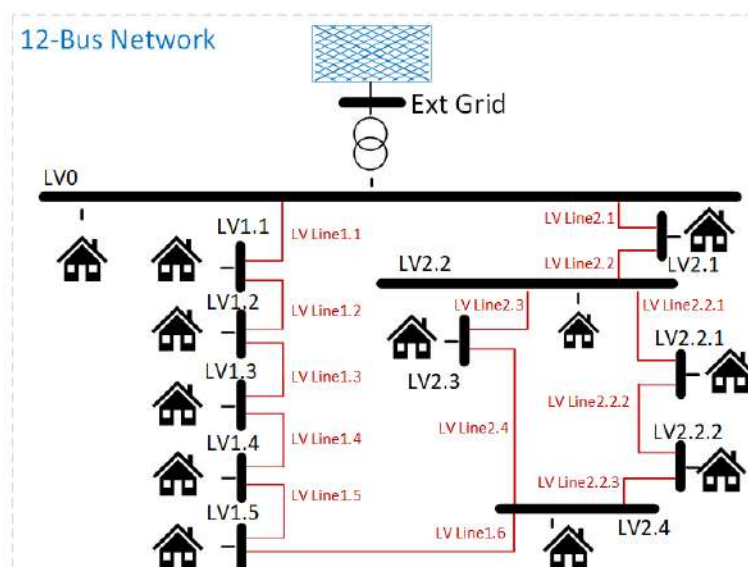 12-Bus Network
Ext Grid
LV0
LV1.1
LV Line1.1
LV Line2.1
LV2.1
LV2.2
LV Line2.2
LV1.2
LV Line1.2
LV Line2.3
LV Line2.2.1
LV2.2.1
LV1.3
LV Line1.3
LV2.3
LV Line2.2.2
LV1.4
LV Line1.4
LV Line2.4
LV2.2.2
LV Line1.5
LV Line2.2.3
LV1.5
LV Line1.6
LV2.4